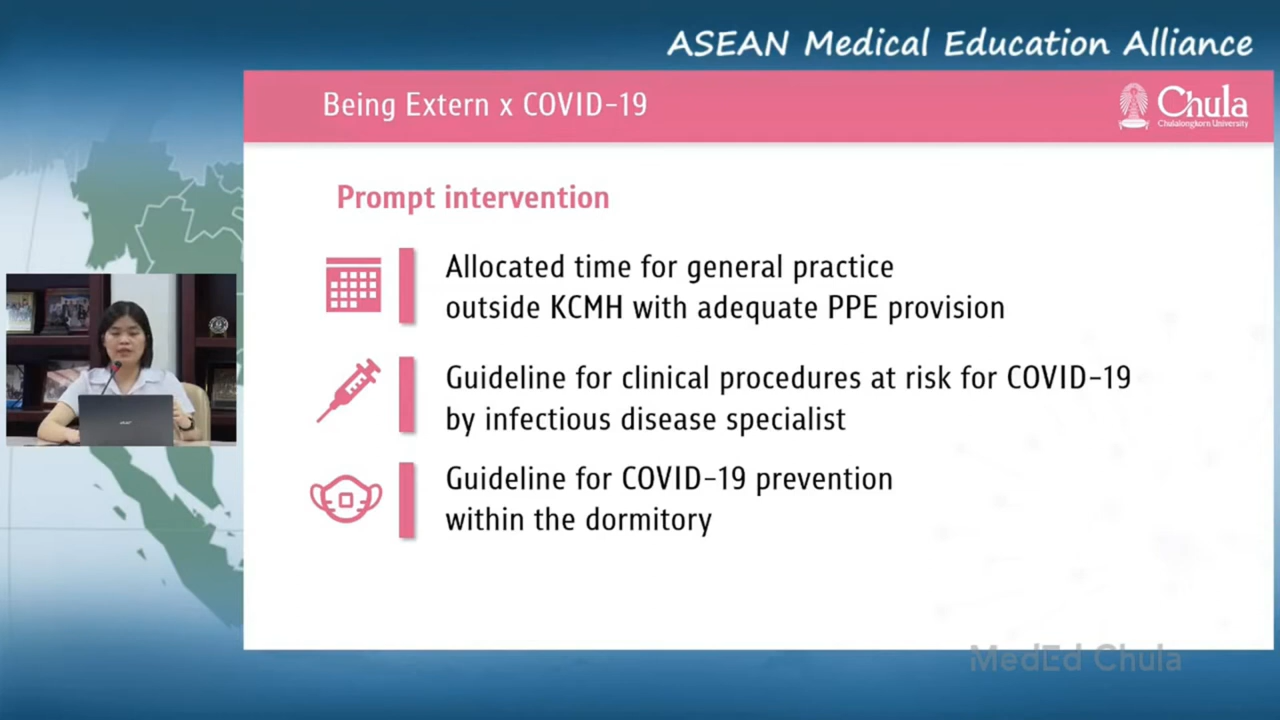 ASEAN Medical Education Alliance
Being Extern x COVID-19
Chula
Chulalongkorn University
Prompt intervention
Allocated time for general practice
outside KCMH with adequate PPE provision
Guideline for clinical procedures at risk for COVID-19
by infectious disease specialist
Guideline for COVID-19 prevention
within the dormitory
acer
MedEd Chula